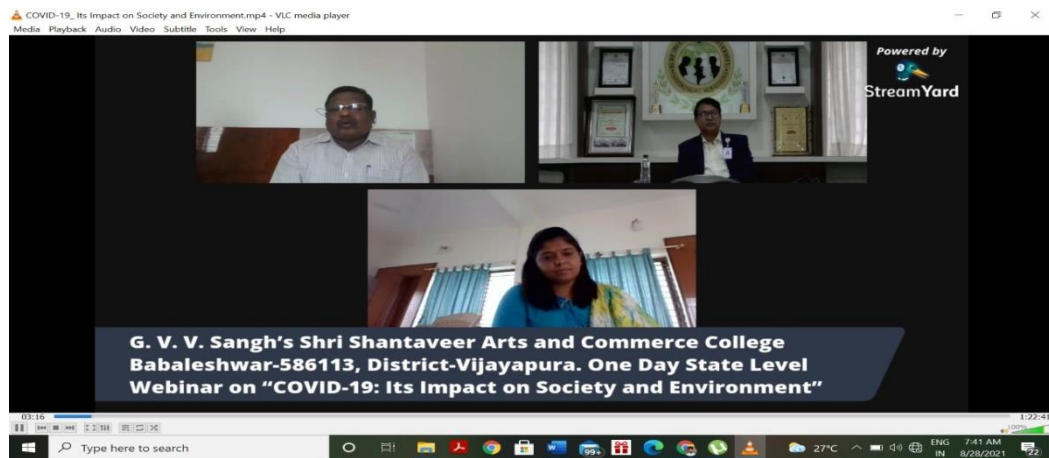 COVID-19_ Its Impact on Society and Environment.mp4 - VLC media player
Media Playback Audio Video Subtitle Tools View Help
Powered by
StreamYard
G. V. V. Sangh's Shri Shantaveer Arts and Commerce College
Babaleshwar-586113, District-Vijayapura. One Day State Level
Webinar on "COVID-19: Its Impact on Society and Environment"
03:16
1:22:41
100%
Type here to search
99+
27°C
ENG
IN
7:41 AM
8/28/2021
22